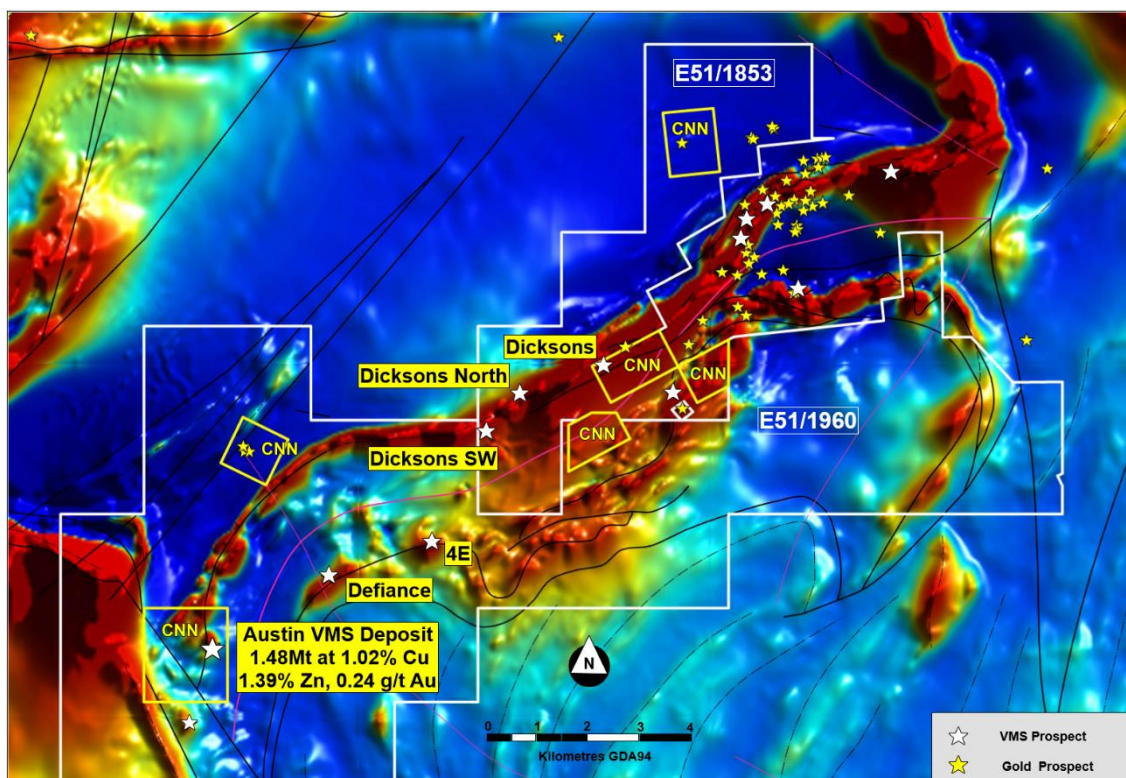 E51/1853
CNN
Dicksons
CNN
Dicksons North
CNN
E51/1960
CNN
CNN
Dicksons SW
4E
Defiance
CNN
Austin VMS Deposit
1.48Mt at 1.02% Cu
1.39% Zn, 0.24 g/t Au
N
0 1 2 4
Kilometres GDA94
VMS Prospect
Gold Prospect